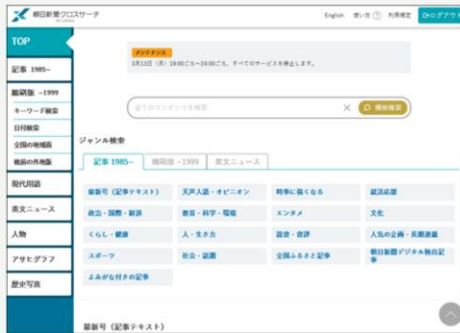 朝日新聞クロスサーチ
for Library
English 使い方 ? 利用規定 ログアウト
TOP
記事 1985~
縮刷版 ~1999
キーワード検索
日付検索
全国の地域面
戦前の外地版
現代用語
英文ニュース
人物
アサヒグラフ
歴史写真
メンテナンス
3月13日（月）19:00ごろ~24:00ごろ、すべてのサービスを停止します。
全てのコンテンツを検索 × 横断検索
ジャンル検索
記事 1985~ 縮刷版 ~1999 英文ニュース
最新号（記事テキスト） 天声人語・オピニオン 時事に強くなる 就活応援
政治・国際・経済 教育・科学・環境 エンタメ 文化
くらし・健康 人・生き方 読書・書評 人気の企画・長期連載
スポーツ 社会・話題 全国ふるさと記事 朝日新聞デジタル独自記
事
よみがな付きの記事
最新号（記事テキスト）